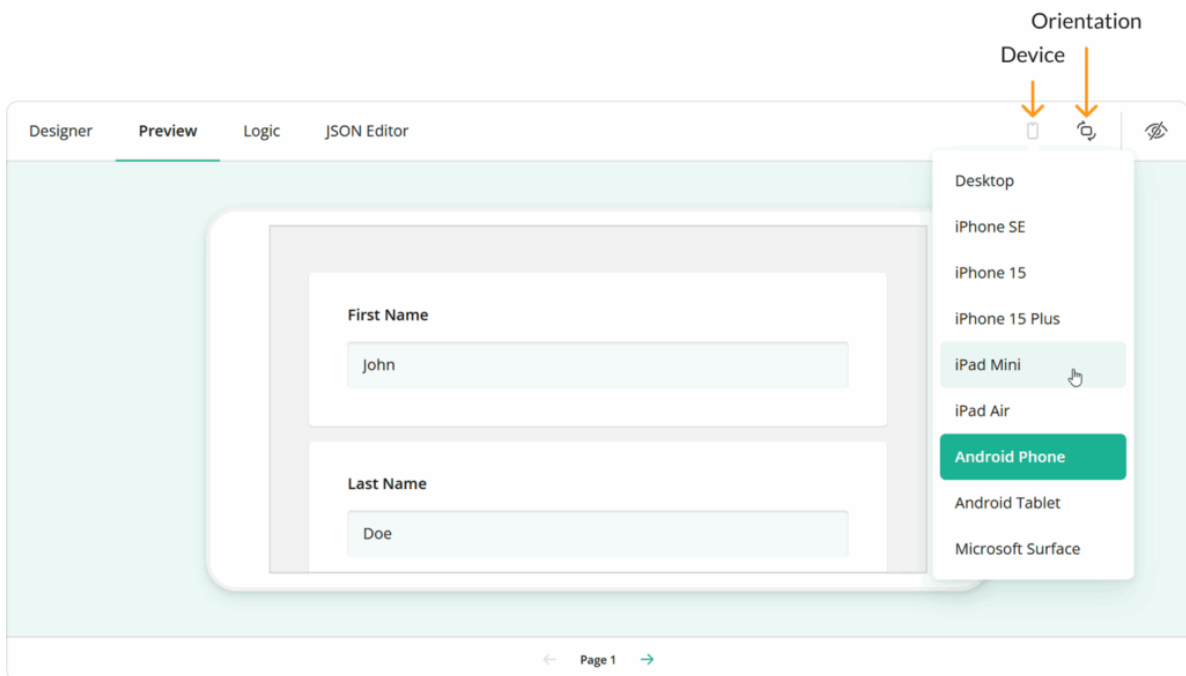 Orientation
Device
Designer Preview Logic JSON Editor
Desktop
iPhone SE
iPhone 15
iPhone 15 Plus
iPad Mini
iPad Air
Android Phone
Android Tablet
Microsoft Surface
First Name
John
Last Name
Doe
Page 1